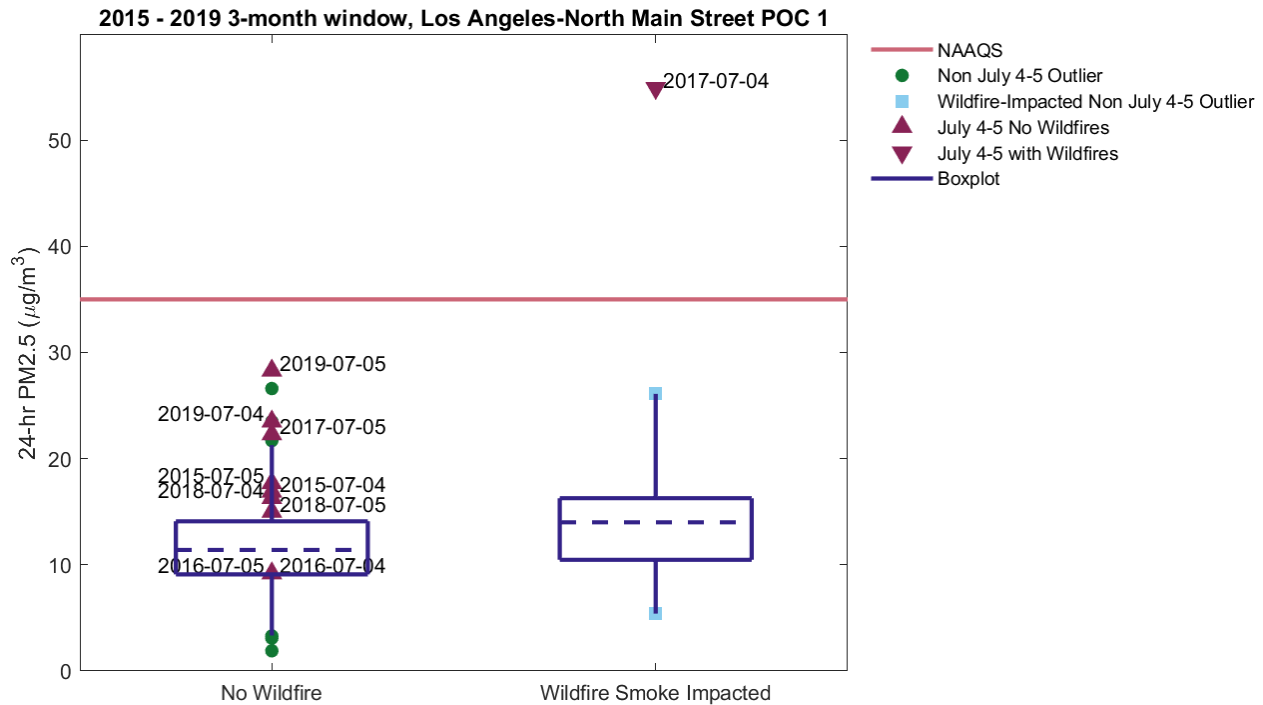 2015 - 2019 3-month window, Los Angeles-North Main Street POC 1
24-hr PM2.5 (μg/m³)
50
40
30
20
10
0
2017-07-04
2019-07-05
2019-07-04
2017-07-05
2015-07-05
2015-07-04
2018-07-04
2018-07-05
2016-07-05
2016-07-04
No Wildfire
Wildfire Smoke Impacted
NAAQS
Non July 4-5 Outlier
Wildfire-Impacted Non July 4-5 Outlier
July 4-5 No Wildfires
July 4-5 with Wildfires
Boxplot